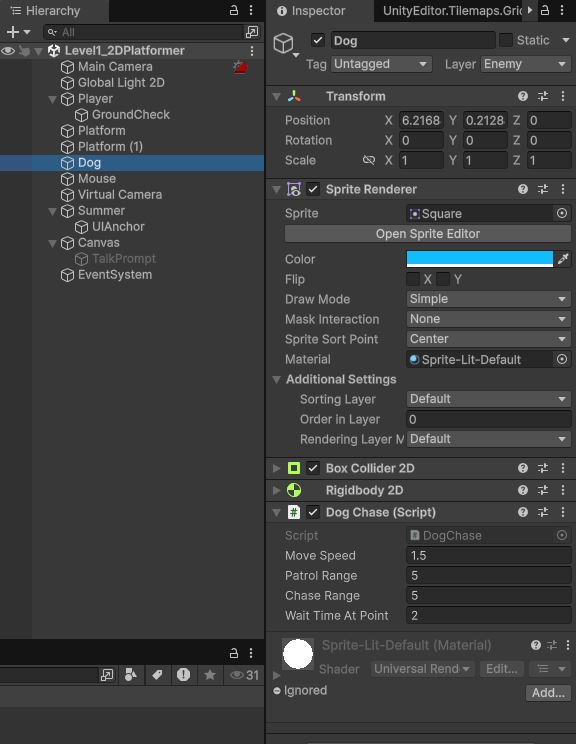 Hierarchy
All
Level1_2DPlatformer
Main Camera
Global Light 2D
Player
GroundCheck
Platform
Platform (1)
Dog
Mouse
Virtual Camera
Summer
UIAnchor
Canvas
TalkPrompt
EventSystem
31
Inspector UnityEditor.Tilemaps.Grid
Dog Static
Tag Untagged Layer Enemy
Transform
Position X 6.2168 Y 0.2128 Z 0
Rotation X 0 Y 0 Z 0
Scale X 1 Y 1 Z 1
Sprite Renderer
Sprite Square
Open Sprite Editor
Color
Flip X Y
Draw Mode Simple
Mask Interaction None
Sprite Sort Point Center
Material Sprite-Lit-Default
Additional Settings
Sorting Layer Default
Order in Layer 0
Rendering Layer M Default
Box Collider 2D
Rigidbody 2D
Dog Chase (Script)
Script DogChase
Move Speed 1.5
Patrol Range 5
Chase Range 5
Wait Time At Point 2
Sprite-Lit-Default (Material)
Shader Universal Rend Edit...
Ignored
Add...